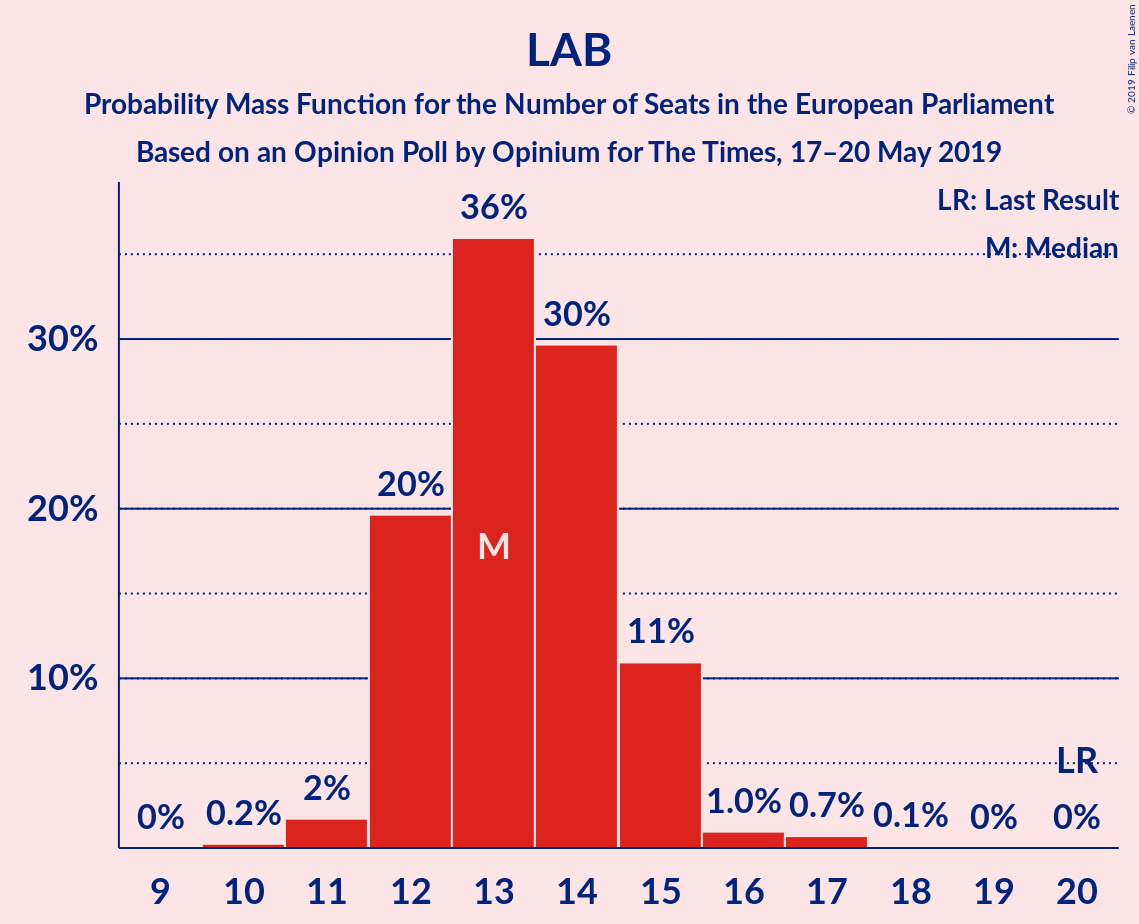 LAB
Probability Mass Function for the Number of Seats in the European Parliament
Based on an Opinion Poll by Opinium for The Times, 17–20 May 2019
© 2019 Filip van Laenen
LR: Last Result
M: Median
36%
30%
30%
20%
20%
M
11%
10%
LR
0%
0.2%
2%
1.0%
0.7%
0.1%
0%
0%
9 10 11 12 13 14 15 16 17 18 19 20